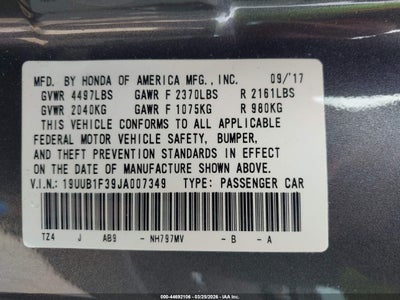 MFD. BY HONDA OF AMERICA MFG., INC. 09/'17
GVWR 4497LBS GAWR F 2370LBS R 2161LBS
GVWR 2040KG GAWR F 1075KG R 980KG
THIS VEHICLE CONFORMS TO ALL APPLICABLE
FEDERAL MOTOR VEHICLE SAFETY, BUMPER,
AND THEFT PREVENTION STANDARDS IN EFFECT
ON THE DATE OF MANUFACTURE SHOWN ABOVE.
V.I.N.: 19UUB1F39JA007349 TYPE: PASSENGER CAR
TZ4 J AB9 - NH797MV - B - A
000-44692106 - 03/29/2026 - IAA Inc.